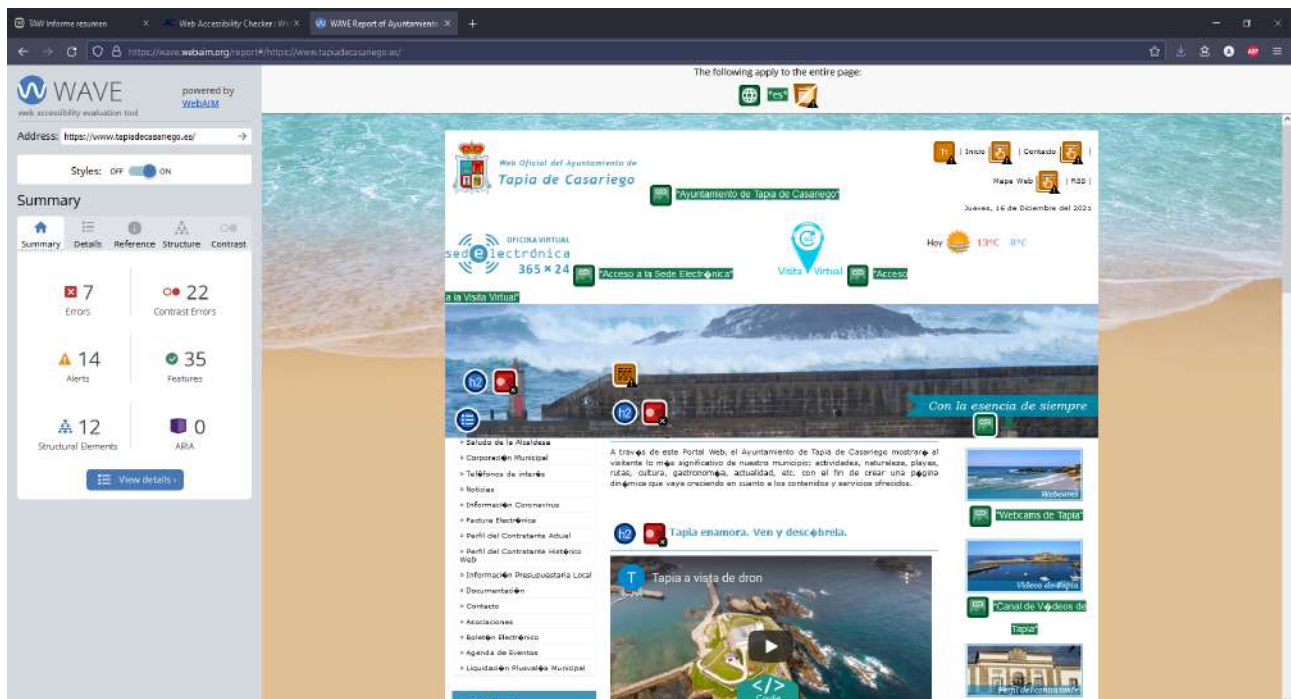 TAW Informe resumen
WAVE Report of Ayuntamiento
https://wave.webaim.org/report#/https://www.tapiadecasariego.es/
WAVE
web accessibility evaluation tool
powered by
WebAIM
Address: https://www.tapiadecasariego.es/
Styles: OFF ON
Summary
Summary Details Reference Structure Contrast
7
Errors
22
Contrast Errors
14
Alerts
35
Features
12
Structural Elements
0
ARIA
View details ›
The following apply to the entire page:
"es"
Web Oficial del Ayuntamiento de
Tapia de Casariego
"Ayuntamiento de Tapia de Casariego"
| Inicio | Contacto |
Mapa Web | RSS |
Jueves, 16 de Diciembre del 2021
OFICINA VIRTUAL
sedelectrónica
365 x 24
"Acceso a la Sede Electr�nica"
Visita Virtual
"Acceso
a la Visita Virtual"
Hoy 13ºC 8ºC
h2
h2
Con la esencia de siempre
» Saludo de la Alcaldesa
» Corporaci�n Municipal
» Tel�fonos de inter�s
» Noticias
» Informaci�n Coronavirus
» Factura Electr�nica
» Perfil del Contratante Actual
» Perfil del Contratante Hist�rico
Web
» Informaci�n Presupuestaria Local
» Documentaci�n
» Contacto
» Asociaciones
» Bolet�n Electr�nico
» Agenda de Eventos
» Liquidaci�n Plusval�a Municipal
A trav�s de este Portal Web, el Ayuntamiento de Tapia de Casariego mostrar� al
visitante lo m�s significativo de nuestro municipio: actividades, naturaleza, playas,
rutas, cultura, gastronom�a, actualidad, etc. con el fin de crear una p�gina
din�mica que vaya creciendo en cuanto a los contenidos y servicios ofrecidos.
h2 Tapia enamora. Ven y desc�brela.
T Tapia a vista de dron
</>
Code
Webcams
"Webcams de Tapia"
Videos de Tapia
"Canal de V�deos de
Tapia"
Perfil del contratante